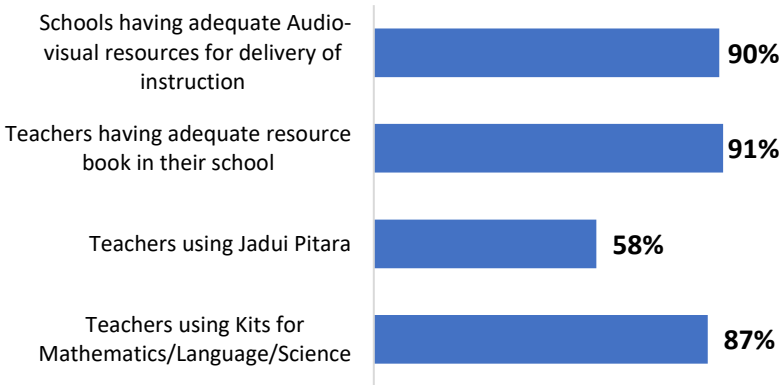 Schools having adequate Audio-
visual resources for delivery of
instruction
90%
Teachers having adequate resource
book in their school
91%
Teachers using Jadui Pitara
58%
Teachers using Kits for
Mathematics/Language/Science
87%